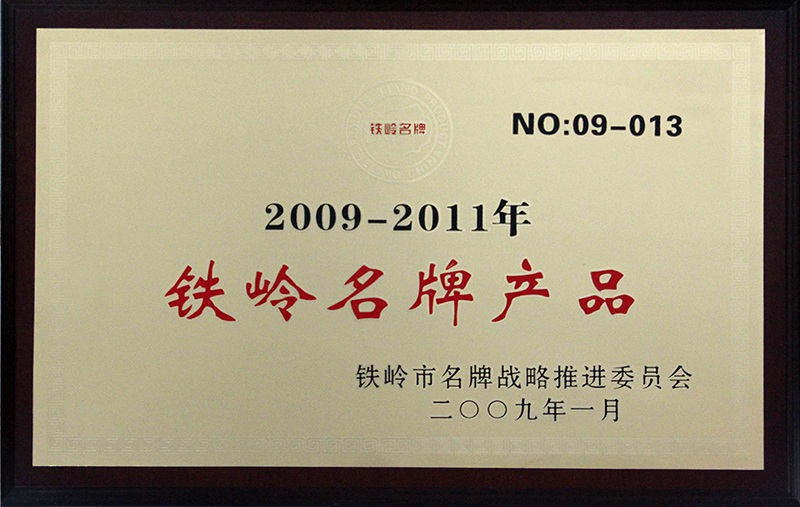 铁岭名牌
NO:09-013
2009-2011年
铁岭名牌产品
铁岭市名牌战略推进委员会
二〇〇九年一月